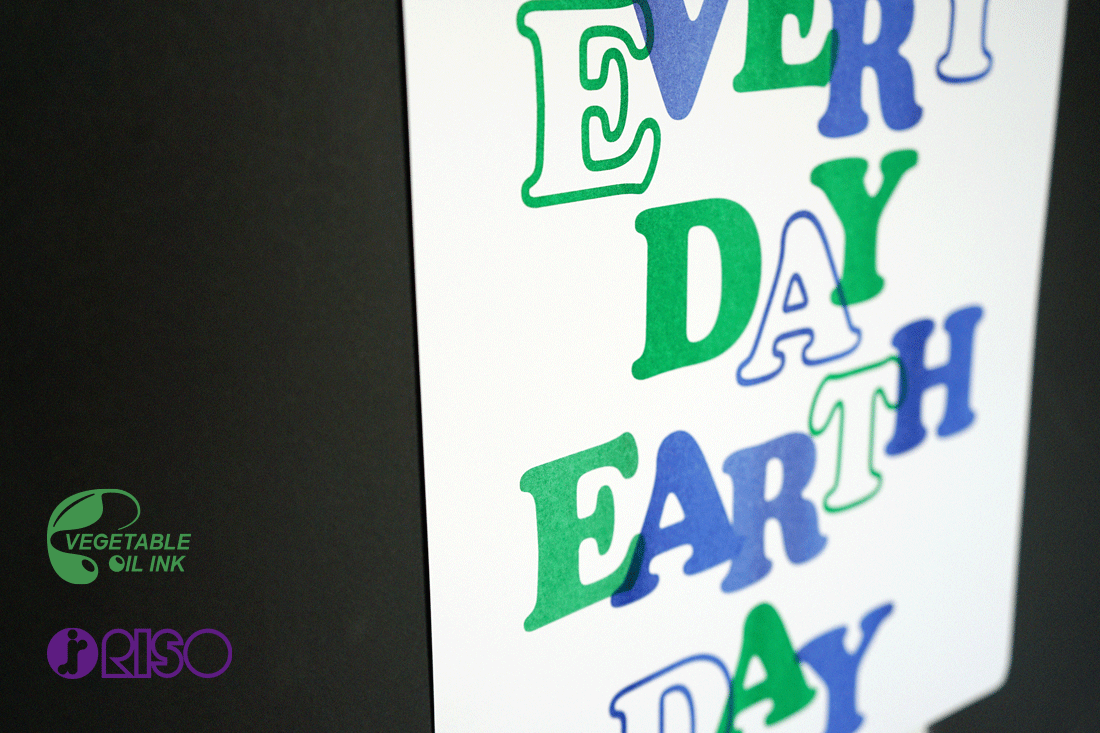 EVERY
DAY
EARTH
DAY
VEGETABLE
OIL INK
RISO